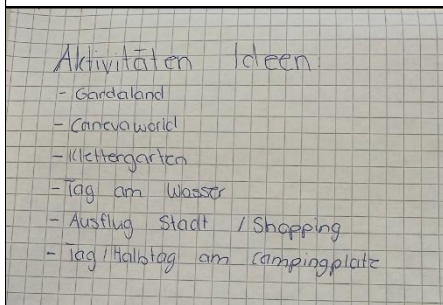 Aktivitäten Ideen:
- Gardaland
- Canevaworld
- Klettergarten
- Tag am Wasser
- Ausflug Stadt / Shopping
- Tag / Halbtag am Campingplatz